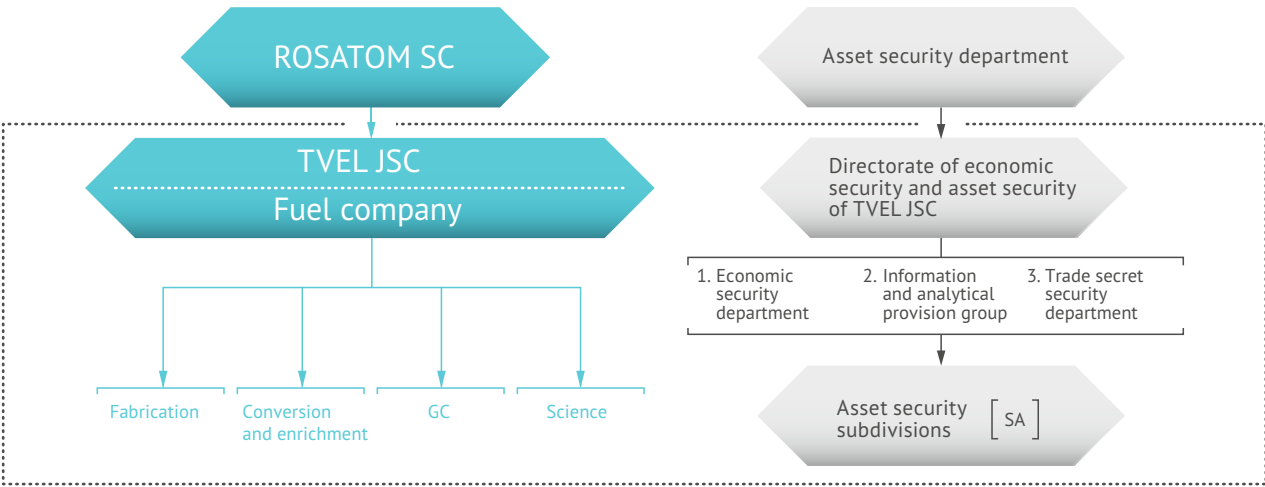 ROSATOM SC
Asset security department
TVEL JSC
Fuel company
Directorate of economic
security and asset security
of TVEL JSC
1. Economic
security
department
2. Information
and analytical
provision group
3. Trade secret
security
department
Fabrication
Conversion
and enrichment
GC
Science
Asset security
subdivisions
[ SA ]